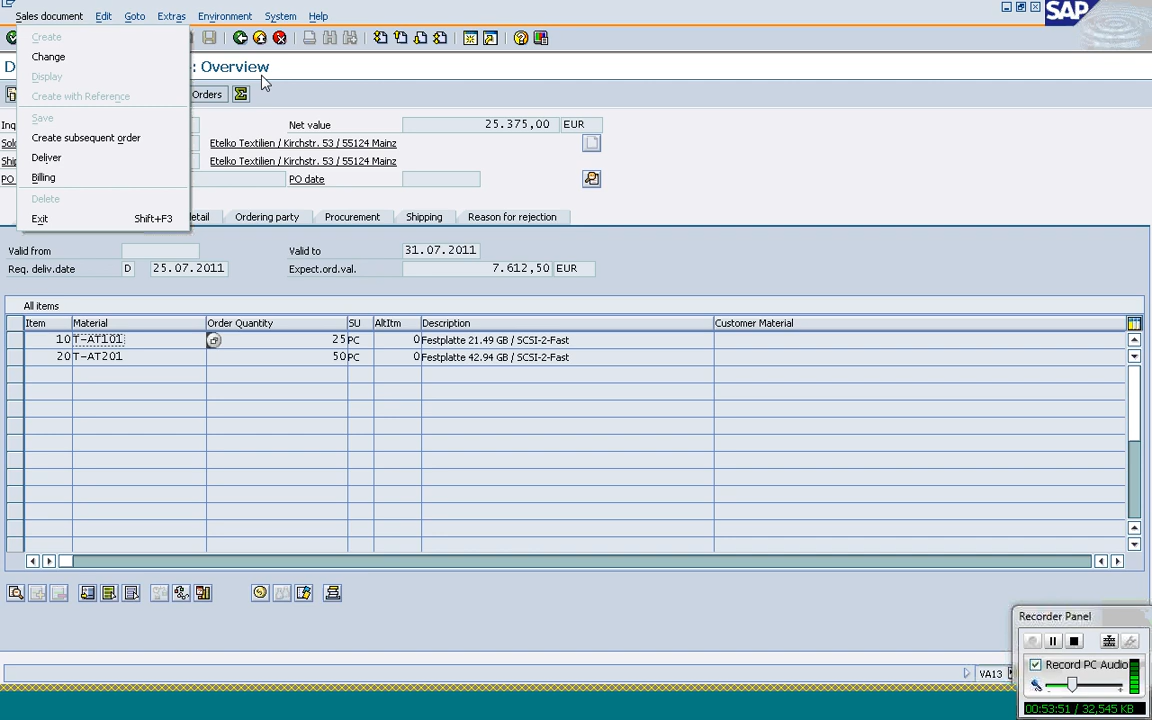 Sales document Edit Goto Extras Environment System Help
SAP
Create
Change
Display
Create with Reference
Save
Create subsequent order
Deliver
Billing
Delete
Exit Shift+F3
D : Overview
Orders
Inq Net value 25.375,00 EUR
Sol Etelko Textilien / Kirchstr. 53 / 55124 Mainz
Shi Etelko Textilien / Kirchstr. 53 / 55124 Mainz
PO PO date
etail Ordering party Procurement Shipping Reason for rejection
Valid from Valid to 31.07.2011
Req. deliv.date D 25.07.2011 Expect.ord.val. 7.612,50 EUR
All items
Item Material Order Quantity SU AltItm Description Customer Material
10 T-AT101 25 PC 0 Festplatte 21.49 GB / SCSI-2-Fast
20 T-AT201 50 PC 0 Festplatte 42.94 GB / SCSI-2-Fast
Recorder Panel
Record PC Audio
VA13
00:53:51 / 32,545 KB